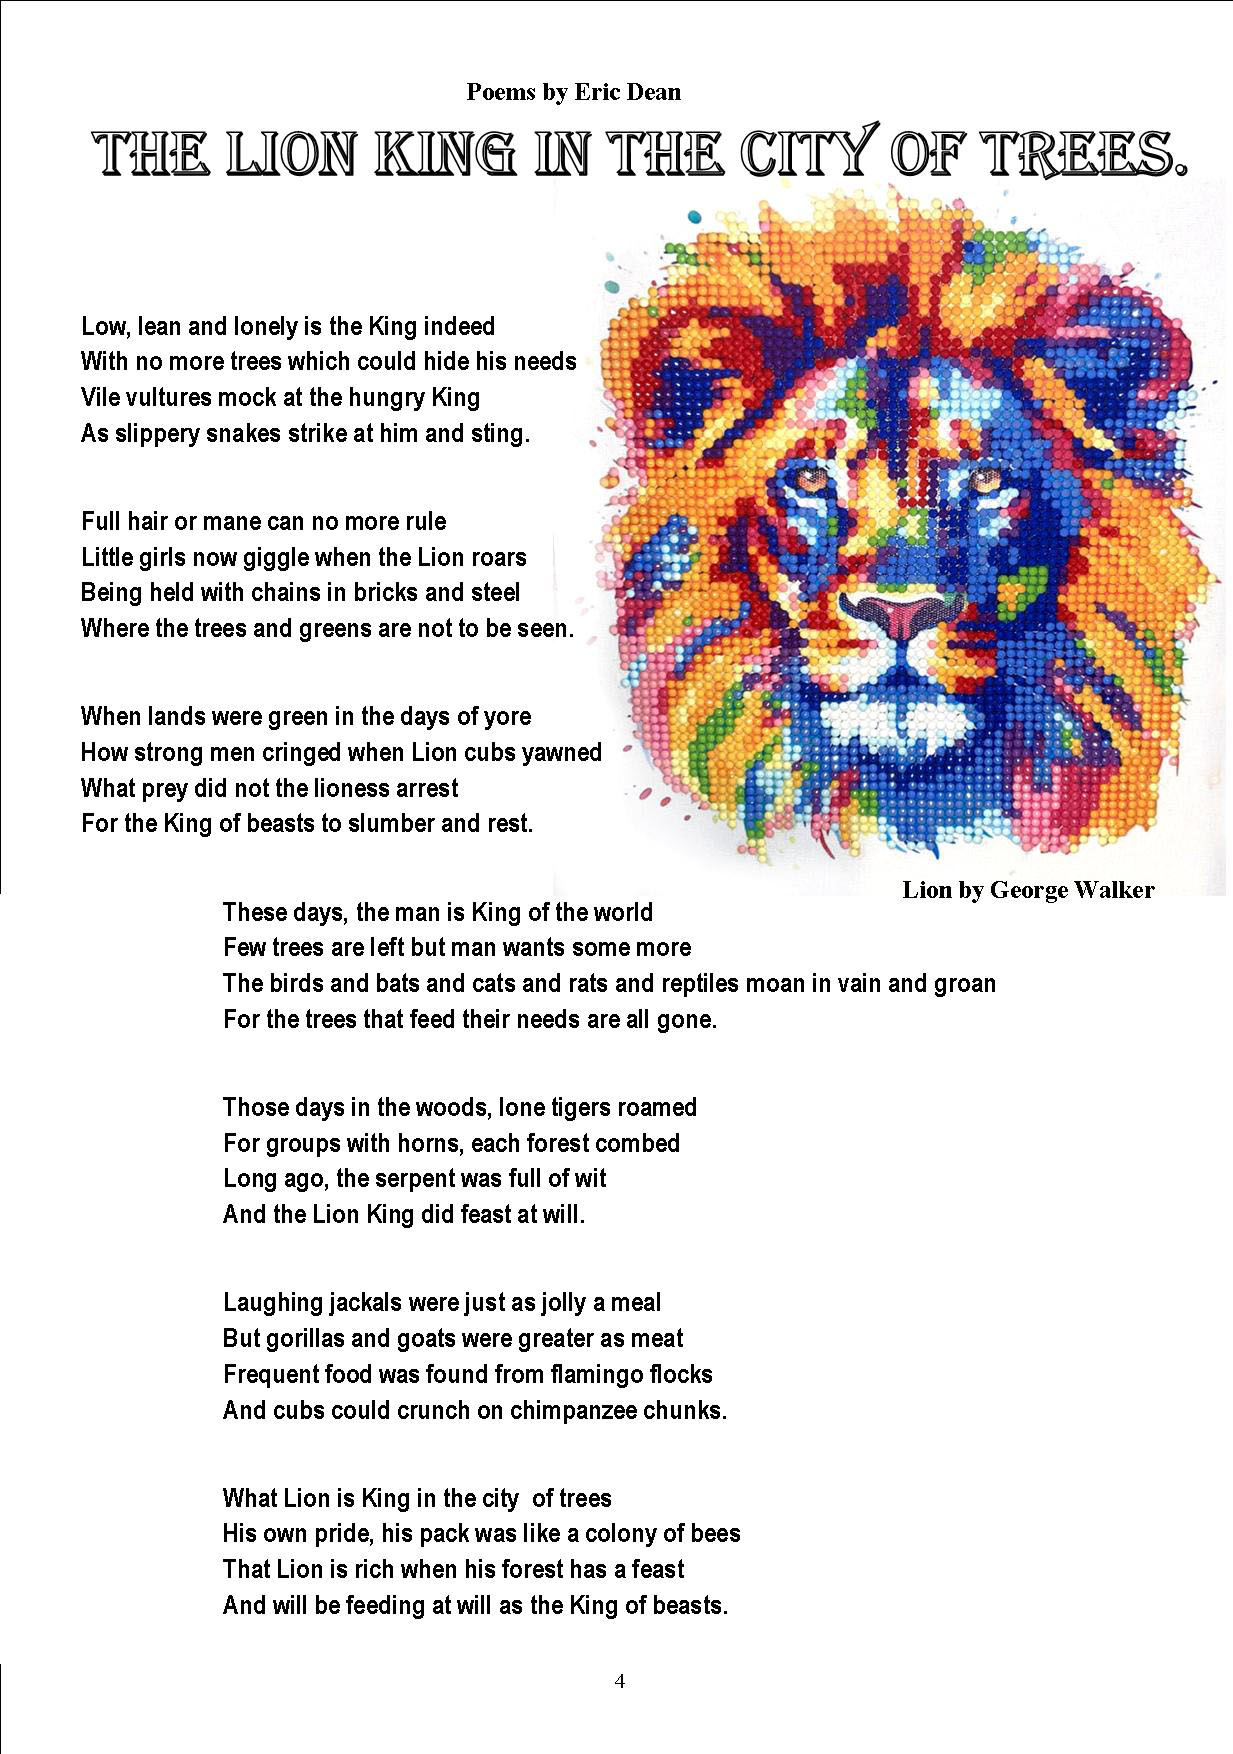 Poems by Eric Dean
THE LION KING IN THE CITY OF TREES.
Low, lean and lonely is the King indeed
With no more trees which could hide his needs
Vile vultures mock at the hungry King
As slippery snakes strike at him and sting.
Full hair or mane can no more rule
Little girls now giggle when the Lion roars
Being held with chains in bricks and steel
Where the trees and greens are not to be seen.
When lands were green in the days of yore
How strong men cringed when Lion cubs yawned
What prey did not the lioness arrest
For the King of beasts to slumber and rest.
Lion by George Walker
These days, the man is King of the world
Few trees are left but man wants some more
The birds and bats and cats and rats and reptiles moan in vain and groan
For the trees that feed their needs are all gone.
Those days in the woods, lone tigers roamed
For groups with horns, each forest combed
Long ago, the serpent was full of wit
And the Lion King did feast at will.
Laughing jackals were just as jolly a meal
But gorillas and goats were greater as meat
Frequent food was found from flamingo flocks
And cubs could crunch on chimpanzee chunks.
What Lion is King in the city  of trees
His own pride, his pack was like a colony of bees
That Lion is rich when his forest has a feast
And will be feeding at will as the King of beasts.
4